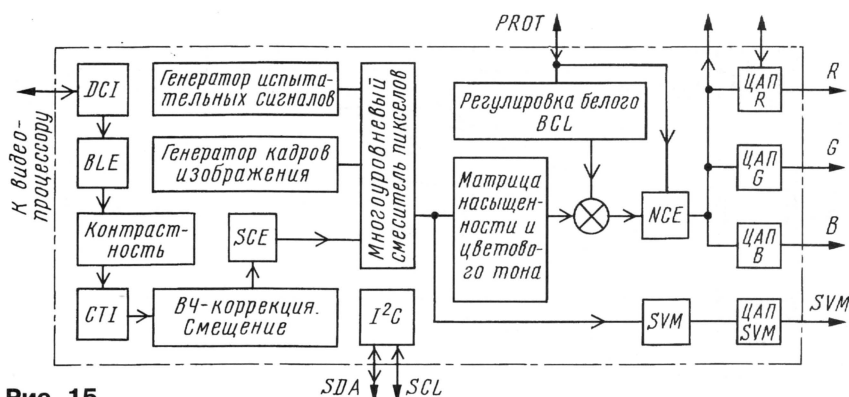 PROT
К видео-
процессору
DCI
BLE
Контраст-
ность
CTI
Генератор испыта-
тельных сигналов
Генератор кадров
изображения
SCE
ВЧ-коррекция.
Смещение
Многоуровневый
смеситель пикселов
I²C
SDA
SCL
Регулировка белого
BCL
Матрица
насыщен-
ности и
цветово-
го тона
NCE
SVM
ЦАП
R
ЦАП
G
ЦАП
B
ЦАП
SVM
R
G
B
SVM
Рис. 15